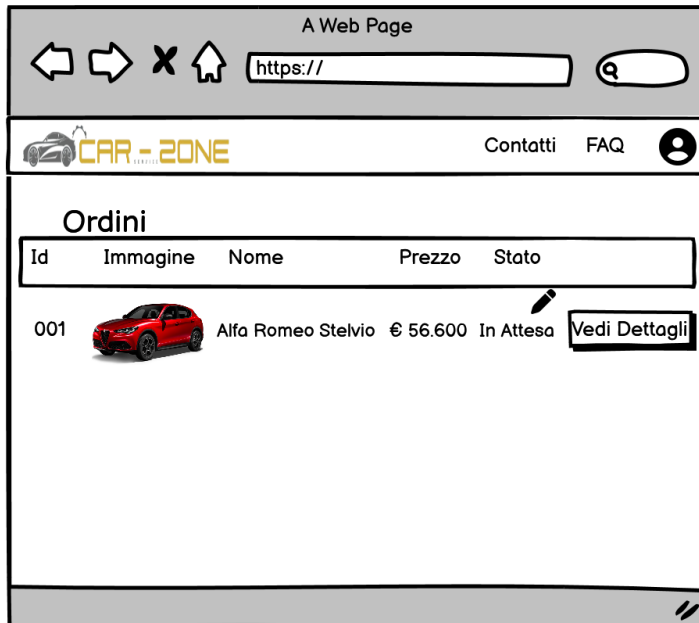 A Web Page
https://
CAR - ZONE
Contatti FAQ
Ordini
Id Immagine Nome Prezzo Stato
001 Alfa Romeo Stelvio € 56.600 In Attesa Vedi Dettagli